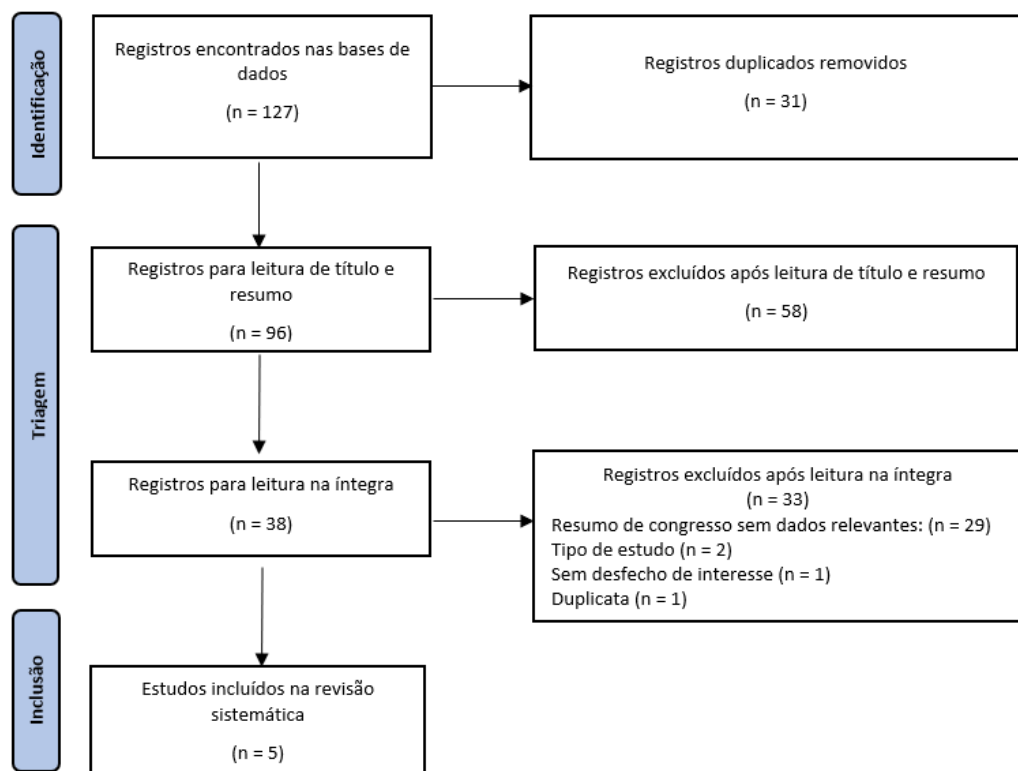 Identificação
Registros encontrados nas bases de
dados
(n = 127)
Registros duplicados removidos
(n = 31)
Triagem
Registros para leitura de título e
resumo
(n = 96)
Registros excluídos após leitura de título e resumo
(n = 58)
Registros para leitura na íntegra
(n = 38)
Registros excluídos após leitura na íntegra
(n = 33)
Resumo de congresso sem dados relevantes: (n = 29)
Tipo de estudo (n = 2)
Sem desfecho de interesse (n = 1)
Duplicata (n = 1)
Inclusão
Estudos incluídos na revisão
sistemática
(n = 5)